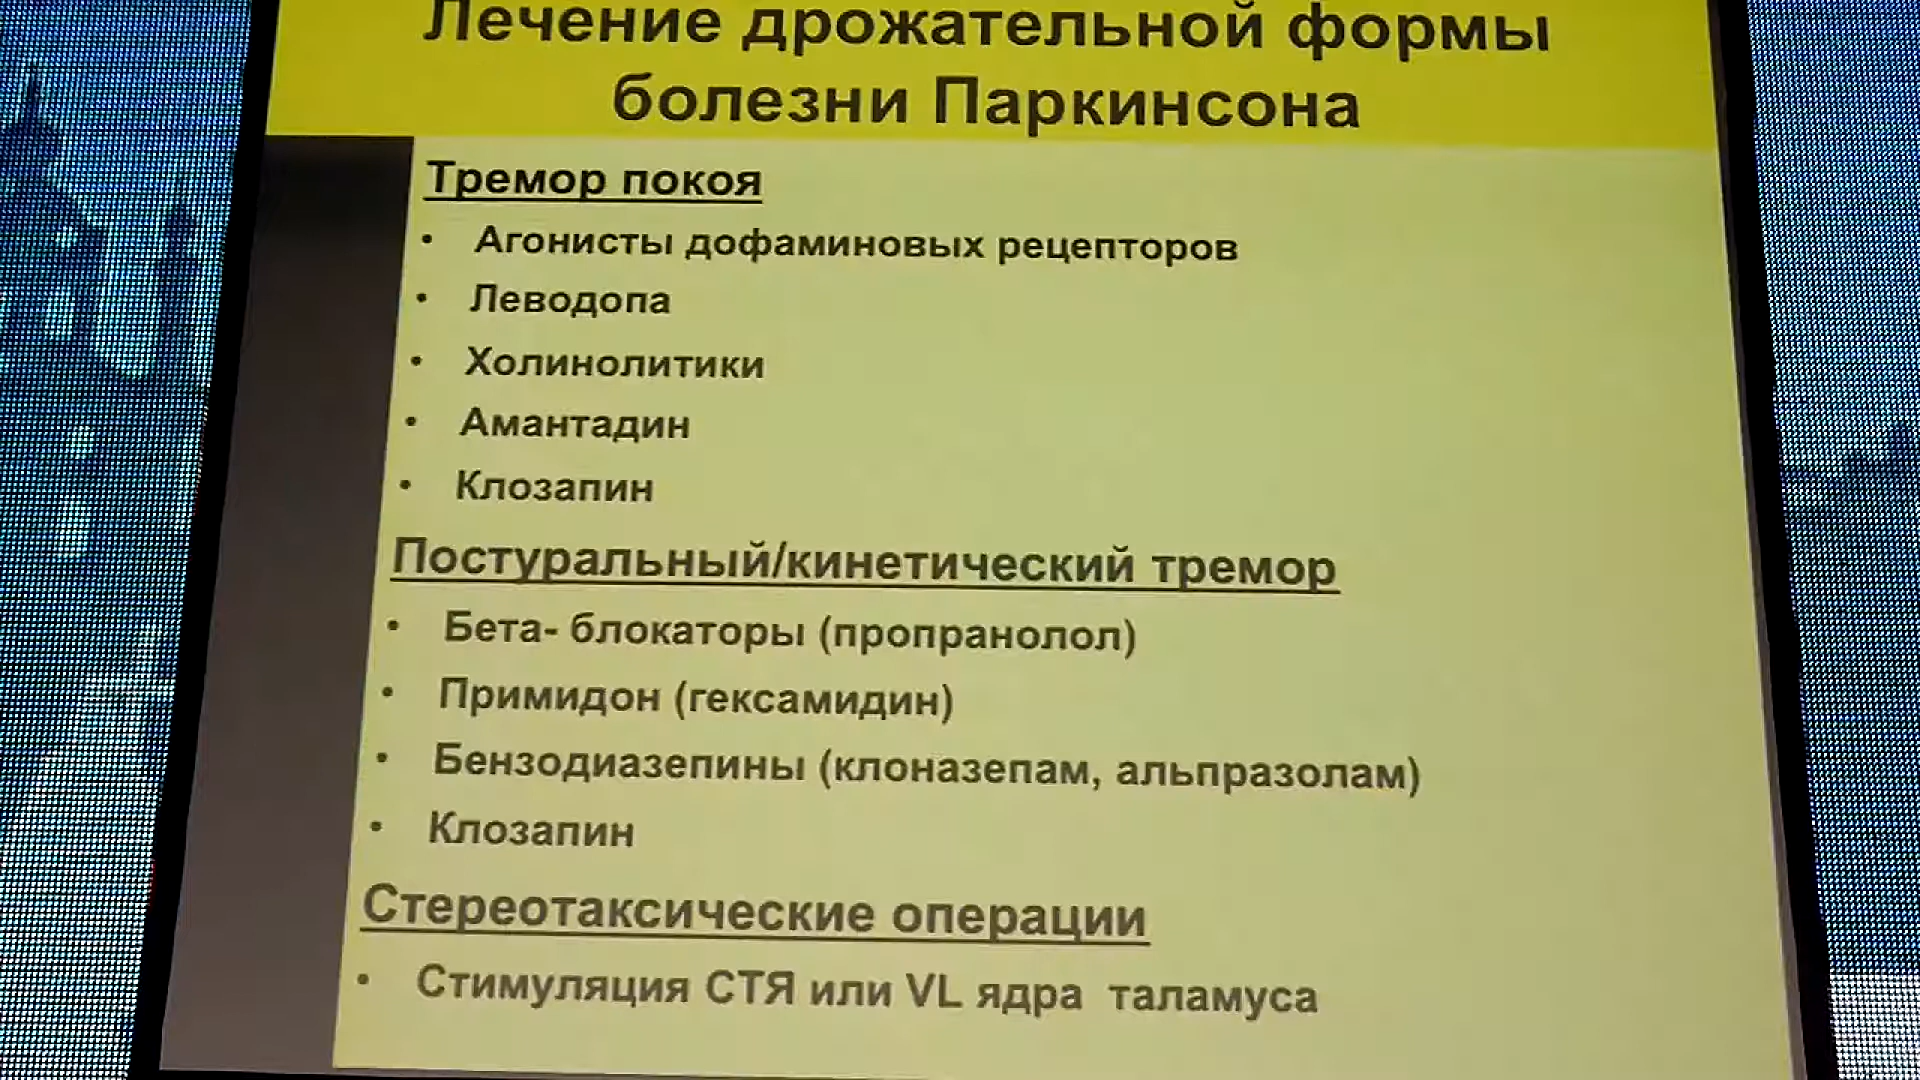 Лечение дрожательной формы
болезни Паркинсона
Тремор покоя
• Агонисты дофаминовых рецепторов
• Леводопа
• Холинолитики
• Амантадин
• Клозапин
Постуральный/кинетический тремор
• Бета- блокаторы (пропранолол)
• Примидон (гексамидин)
• Бензодиазепины (клоназепам, альпразолам)
• Клозапин
Стереотаксические операции
• Стимуляция СТЯ или VL ядра таламуса